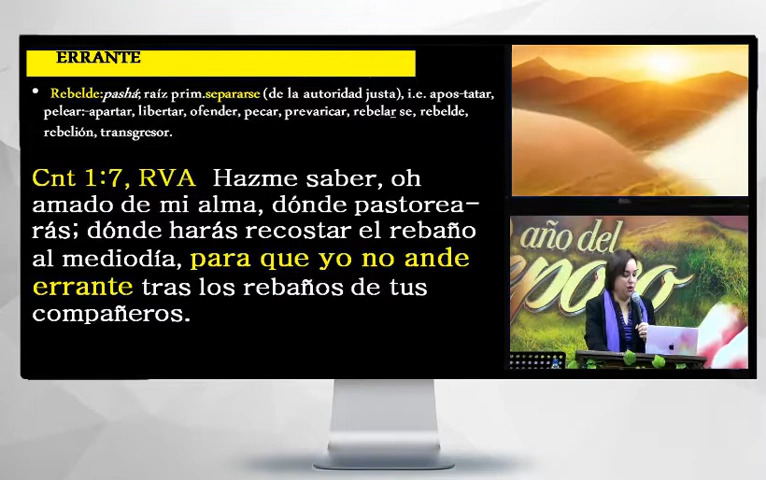 ERRANTE
• Rebelde:pashá; raíz prim.separarse (de la autoridad justa), i.e. apos-tatar,
pelear:-apartar, libertar, ofender, pecar, prevaricar, rebelar se, rebelde,
rebelión, transgresor.
Cnt 1:7, RVA Hazme saber, oh
amado de mi alma, dónde pastorea-
rás; dónde harás recostar el rebaño
al mediodía, para que yo no ande
errante tras los rebaños de tus
compañeros.
año del